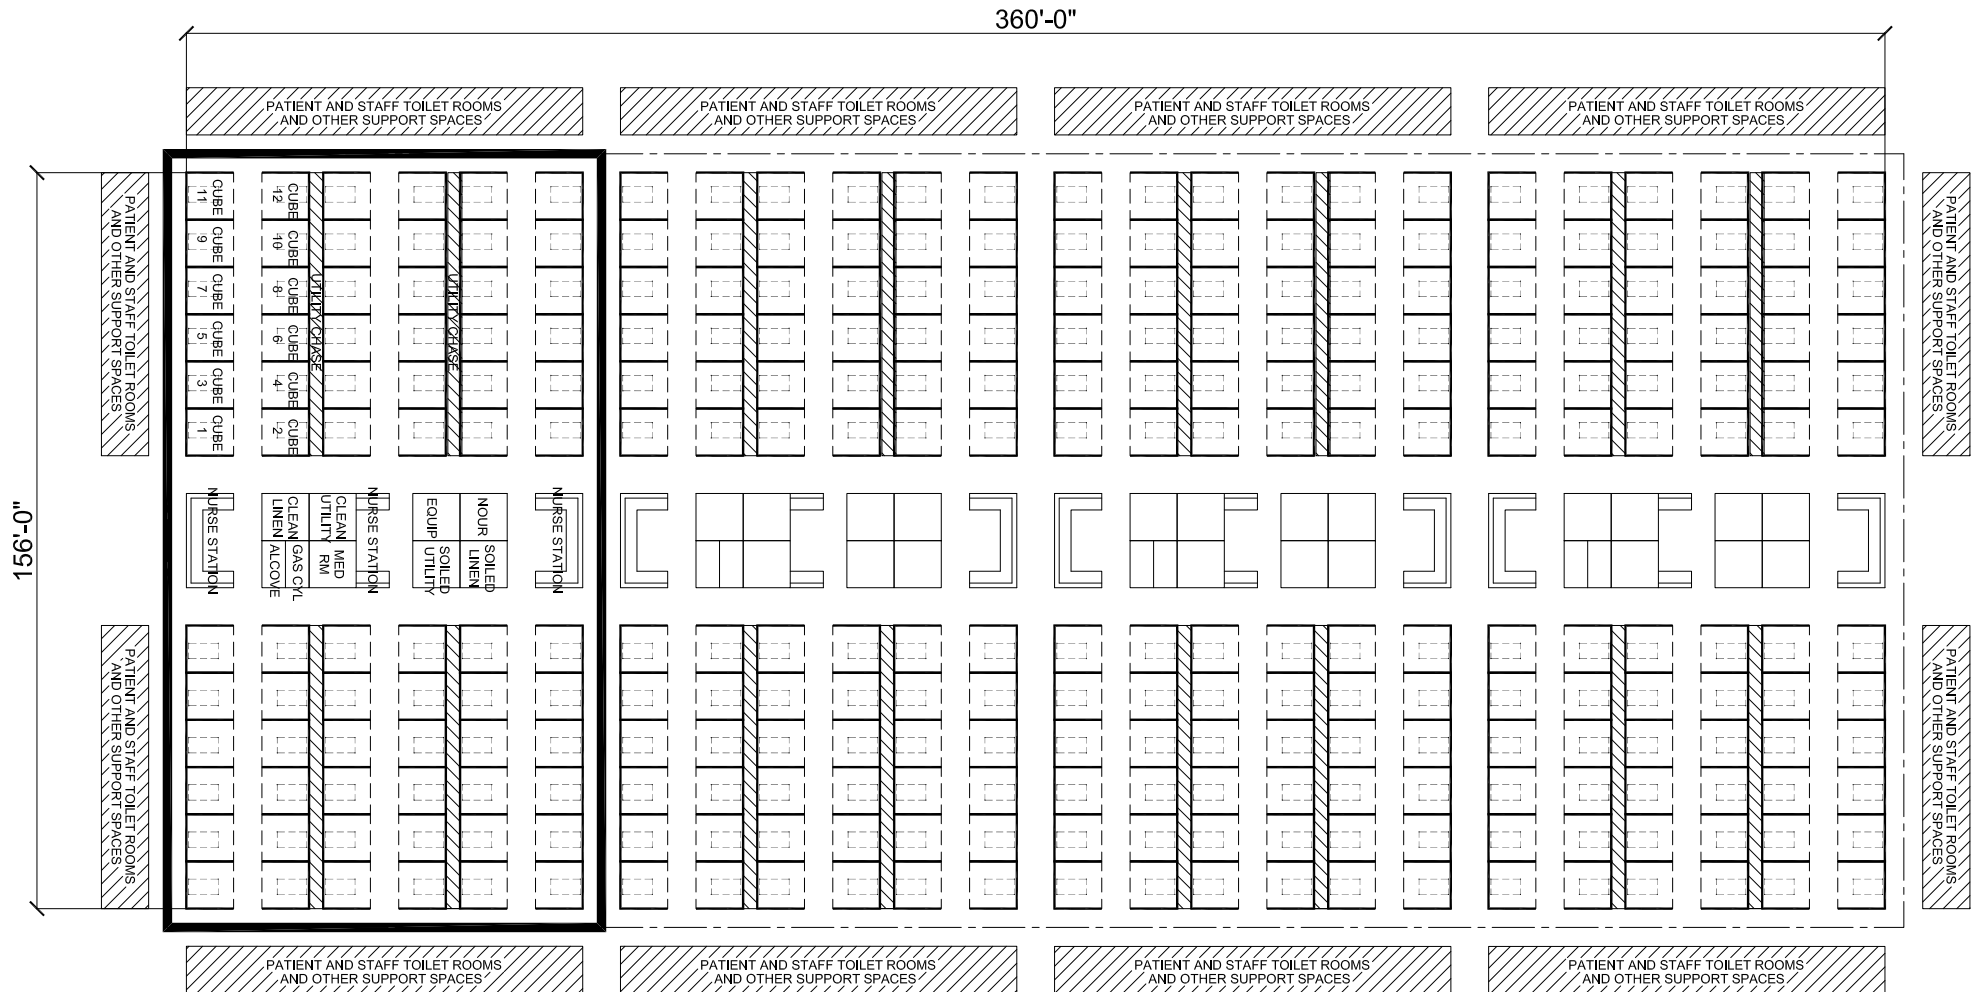 360'-0"
PATIENT AND STAFF TOILET ROOMS
AND OTHER SUPPORT SPACES
PATIENT AND STAFF TOILET ROOMS
AND OTHER SUPPORT SPACES
PATIENT AND STAFF TOILET ROOMS
AND OTHER SUPPORT SPACES
PATIENT AND STAFF TOILET ROOMS
AND OTHER SUPPORT SPACES
156'-0"
PATIENT AND STAFF TOILET ROOMS
AND OTHER SUPPORT SPACES
CUBE
11
CUBE
12
CUBE
9
CUBE
10
CUBE
7
CUBE
8
CUBE
5
CUBE
6
CUBE
3
CUBE
4
CUBE
1
CUBE
2
UTILITY CHASE
UTILITY CHASE
PATIENT AND STAFF TOILET ROOMS
AND OTHER SUPPORT SPACES
NURSE STATION
CLEAN
LINEN
CLEAN
UTILITY
GAS CYL
ALCOVE
MED
RM
NURSE STATION
EQUIP
NOUR
SOILED
UTILITY
SOILED
LINEN
NURSE STATION
PATIENT AND STAFF TOILET ROOMS
AND OTHER SUPPORT SPACES
PATIENT AND STAFF TOILET ROOMS
AND OTHER SUPPORT SPACES
PATIENT AND STAFF TOILET ROOMS
AND OTHER SUPPORT SPACES
PATIENT AND STAFF TOILET ROOMS
AND OTHER SUPPORT SPACES
PATIENT AND STAFF TOILET ROOMS
AND OTHER SUPPORT SPACES
PATIENT AND STAFF TOILET ROOMS
AND OTHER SUPPORT SPACES